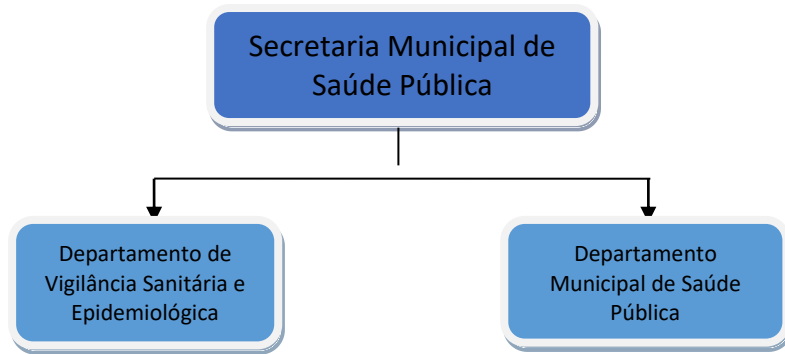 Secretaria Municipal de
Saúde Pública
Departamento de
Vigilância Sanitária e
Epidemiológica
Departamento
Municipal de Saúde
Pública